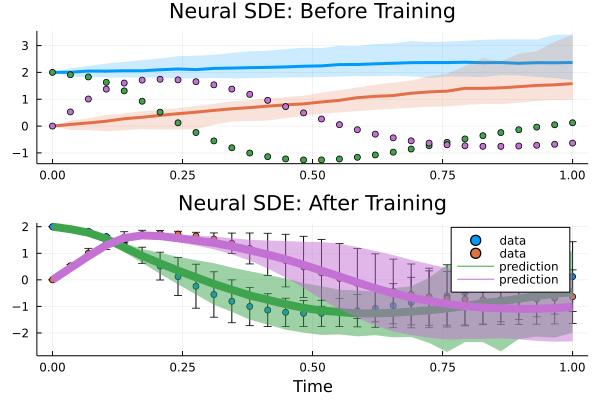 Neural SDE: Before Training
3
2
1
0
−1
0.00 0.25 0.50 0.75 1.00
Neural SDE: After Training
2
1
0
−1
−2
data
data
prediction
prediction
0.00 0.25 0.50 0.75 1.00
Time